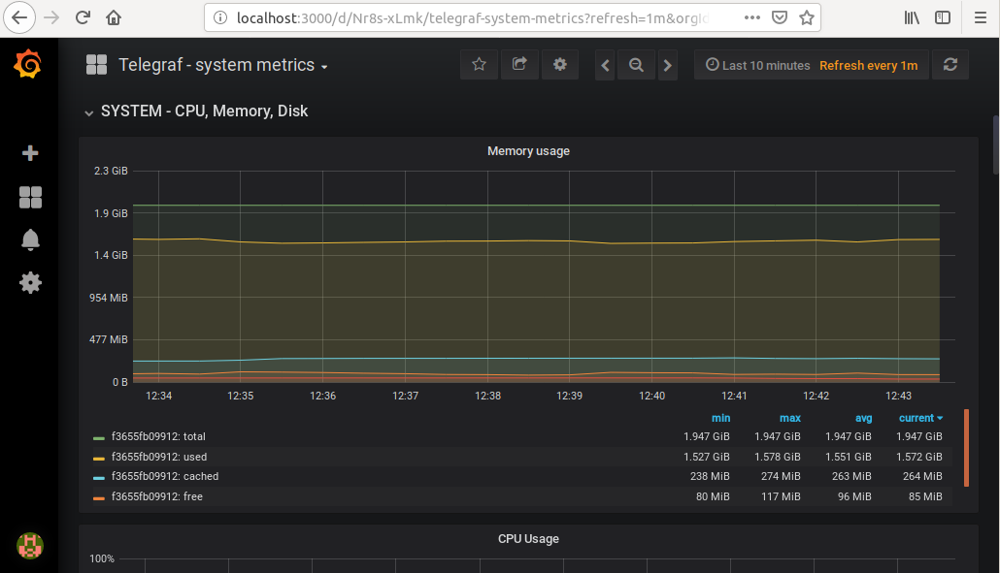 localhost:3000/d/Nr8s-xLmk/telegraf-system-metrics?refresh=1m&orgId
Telegraf - system metrics
Last 10 minutes Refresh every 1m
SYSTEM - CPU, Memory, Disk
Memory usage
2.3 GiB
1.9 GiB
1.4 GiB
954 MiB
477 MiB
0 B
12:34 12:35 12:36 12:37 12:38 12:39 12:40 12:41 12:42 12:43
min max avg current
f3655fb09912: total 1.947 GiB 1.947 GiB 1.947 GiB 1.947 GiB
f3655fb09912: used 1.527 GiB 1.578 GiB 1.551 GiB 1.572 GiB
f3655fb09912: cached 238 MiB 274 MiB 263 MiB 264 MiB
f3655fb09912: free 80 MiB 117 MiB 96 MiB 85 MiB
CPU Usage
100%